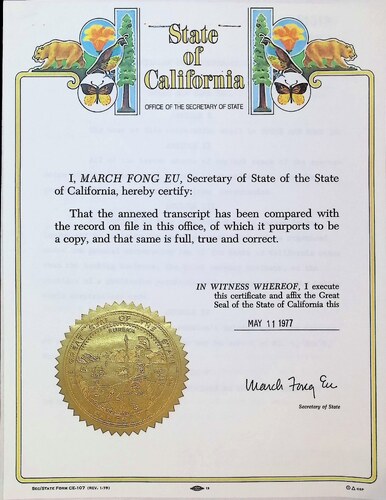 State
of
California
OFFICE OF THE SECRETARY OF STATE
I, MARCH FONG EU, Secretary of State of the State
of California, hereby certify:
That the annexed transcript has been compared with
the record on file in this office, of which it purports to
be a copy, and that same is full, true and correct.
IN WITNESS WHEREOF, I execute
this certificate and affix the Great
Seal of the State of California this
MAY 11 1977
March Fong Eu
Secretary of State
SEC/STATE FORM CE-107